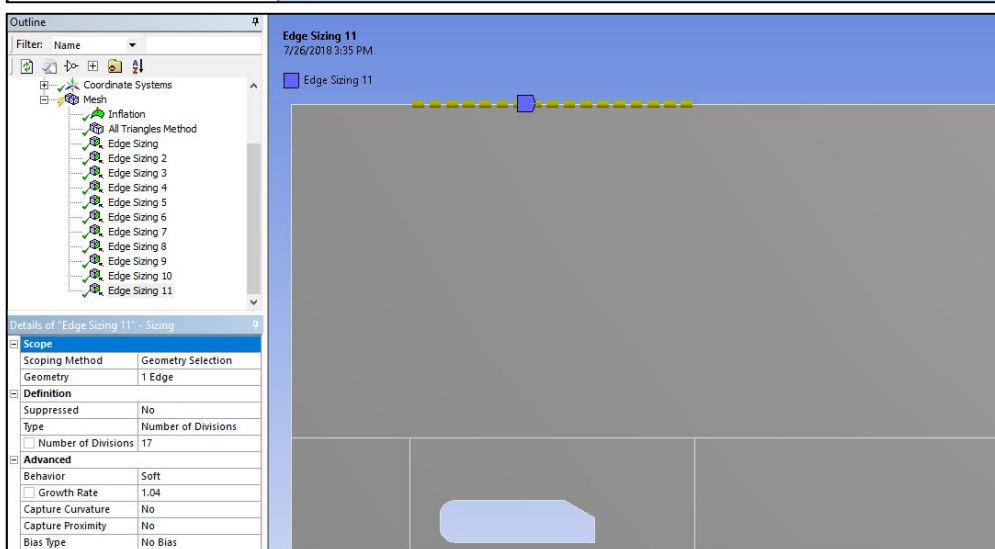 Outline
Filter: Name
Coordinate Systems
Mesh
Inflation
All Triangles Method
Edge Sizing
Edge Sizing 2
Edge Sizing 3
Edge Sizing 4
Edge Sizing 5
Edge Sizing 6
Edge Sizing 7
Edge Sizing 8
Edge Sizing 9
Edge Sizing 10
Edge Sizing 11
Details of "Edge Sizing 11" - Sizing
Scope
Scoping Method Geometry Selection
Geometry 1 Edge
Definition
Suppressed No
Type Number of Divisions
Number of Divisions 17
Advanced
Behavior Soft
Growth Rate 1.04
Capture Curvature No
Capture Proximity No
Bias Type No Bias
Edge Sizing 11
7/26/2018 3:35 PM
Edge Sizing 11